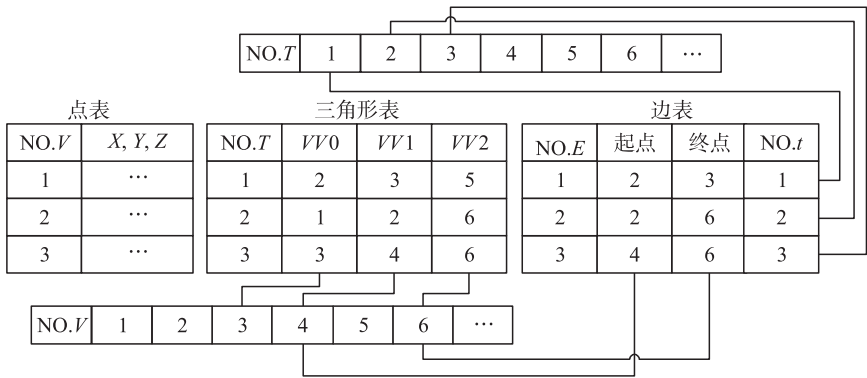 NO.T 1 2 3 4 5 6 …
点表 三角形表 边表
NO.V X, Y, Z NO.T VV0 VV1 VV2 NO.E 起点 终点 NO.t
1 … 1 2 3 5 1 2 3 1
2 … 2 1 2 6 2 2 6 2
3 … 3 3 4 6 3 4 6 3
NO.V 1 2 3 4 5 6 …